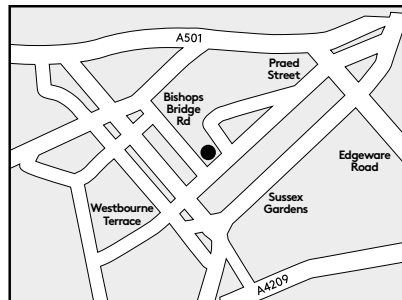 A501
Praed
Street
Bishops
Bridge
Rd
Edgeware
Road
Westbourne
Terrace
Sussex
Gardens
A4209